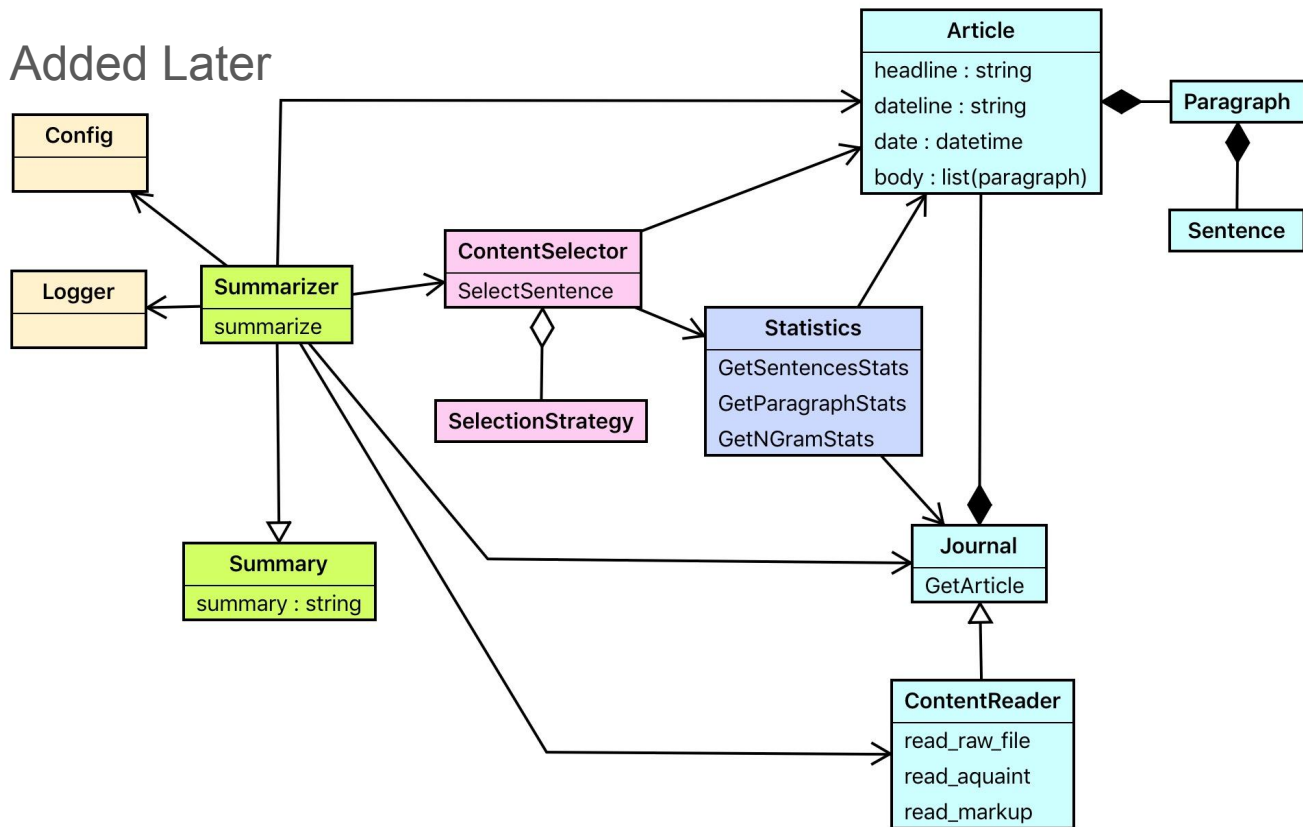 Added Later
Config
Logger
Summarizer
summarize
Summary
summary : string
ContentSelector
SelectSentence
SelectionStrategy
Statistics
GetSentencesStats
GetParagraphStats
GetNGramStats
Article
headline : string
dateline : string
date : datetime
body : list(paragraph)
Paragraph
Sentence
Journal
GetArticle
ContentReader
read_raw_file
read_aquaint
read_markup